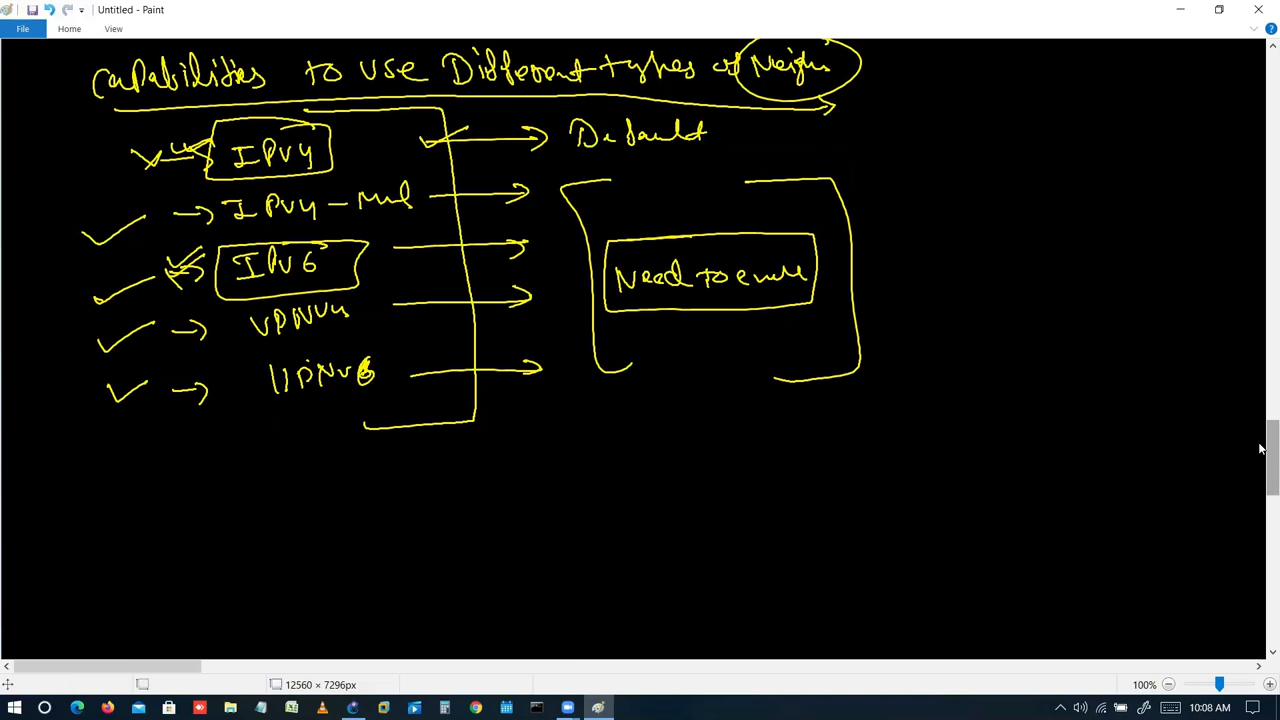 Untitled - Paint
File Home View
Capabilities to use Different types of Neighi
IPV4 Default
IPV4 - Mul
IPV6
Need to enable
VPNV4
VPNV6
12560 × 7296px 100%
10:08 AM